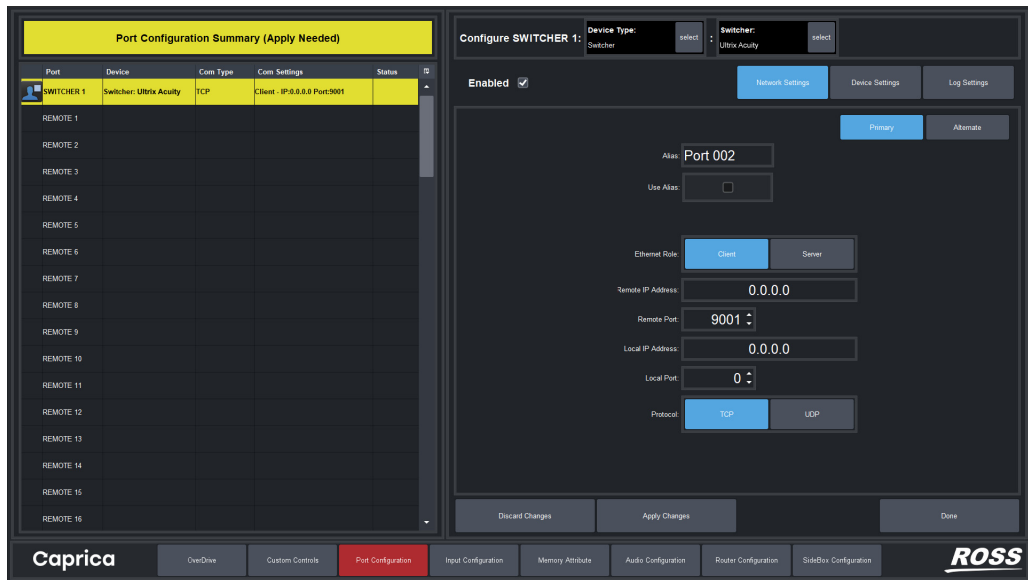 Port Configuration Summary (Apply Needed)
Port Device Com Type Com Settings Status
SWITCHER 1 Switcher: Ultrix Acuity TCP Client - IP:0.0.0.0 Port:9001
REMOTE 1
REMOTE 2
REMOTE 3
REMOTE 4
REMOTE 5
REMOTE 6
REMOTE 7
REMOTE 8
REMOTE 9
REMOTE 10
REMOTE 11
REMOTE 12
REMOTE 13
REMOTE 14
REMOTE 15
REMOTE 16
Configure SWITCHER 1: Device Type: Switcher select : Switcher: Ultrix Acuity select
Enabled Network Settings Device Settings Log Settings
Primary Alternate
Alias: Port 002
Use Alias:
Ethernet Role: Client Server
Remote IP Address: 0.0.0.0
Remote Port: 9001
Local IP Address: 0.0.0.0
Local Port: 0
Protocol: TCP UDP
Discard Changes Apply Changes Done
Caprica OverDrive Custom Controls Port Configuration Input Configuration Memory Attribute Audio Configuration Router Configuration SideBox Configuration ROSS